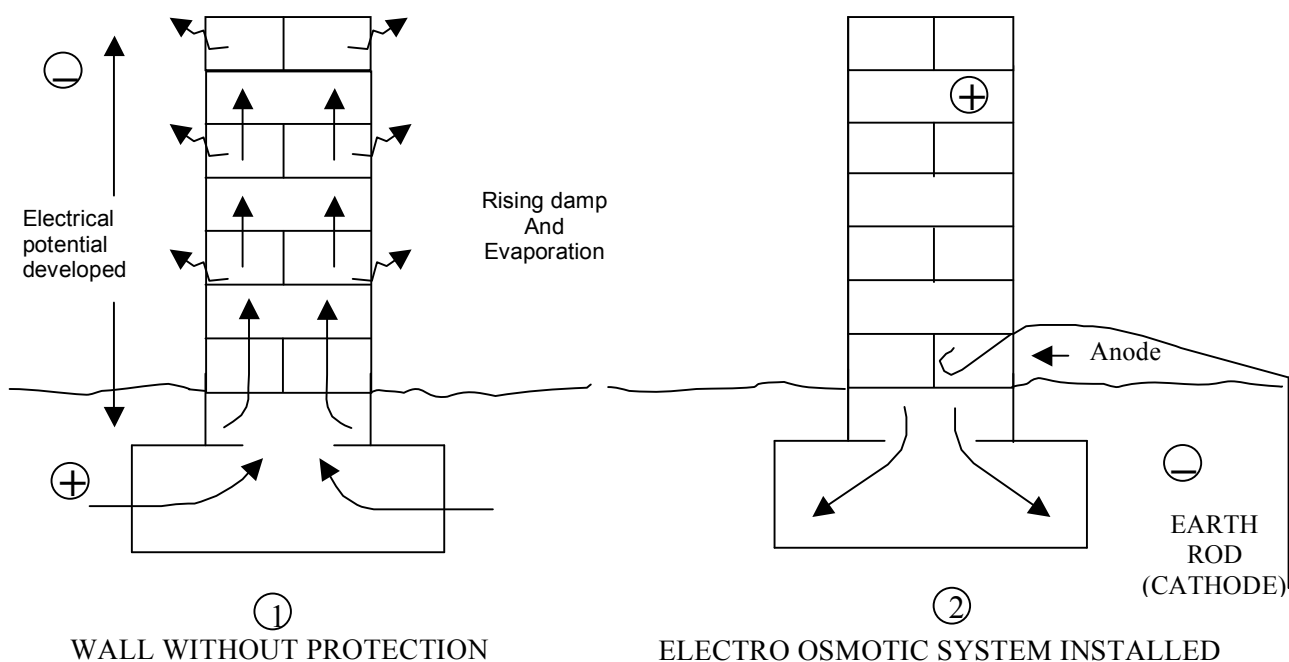 Electrical
potential
developed
Rising damp
And
Evaporation
−
+
1
WALL WITHOUT PROTECTION
+
Anode
−
EARTH
ROD
(CATHODE)
2
ELECTRO OSMOTIC SYSTEM INSTALLED